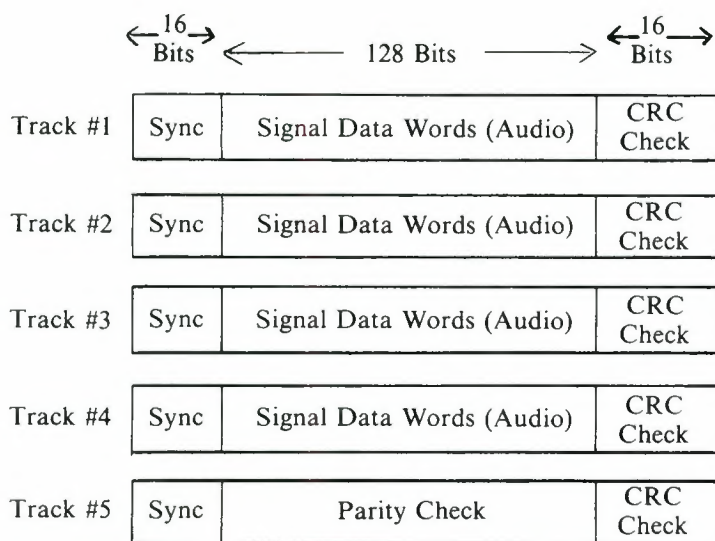 16 Bits 128 Bits 16 Bits
Track #1 Sync Signal Data Words (Audio) CRC Check
Track #2 Sync Signal Data Words (Audio) CRC Check
Track #3 Sync Signal Data Words (Audio) CRC Check
Track #4 Sync Signal Data Words (Audio) CRC Check
Track #5 Sync Parity Check CRC Check